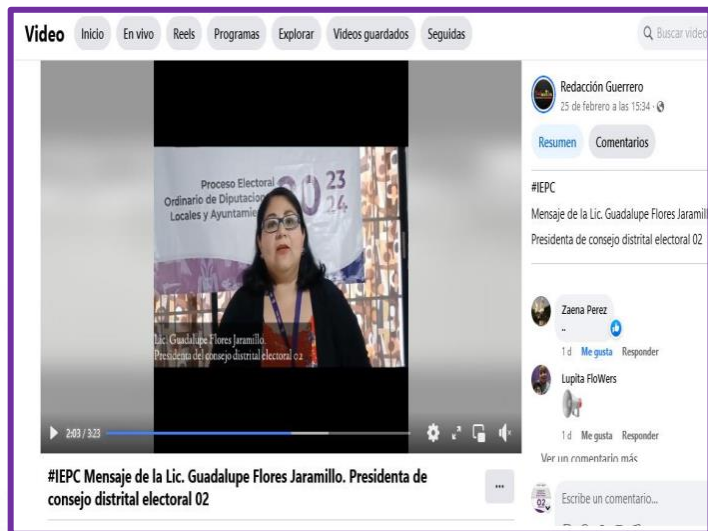 Video
Inicio
En vivo
Reels
Programas
Explorar
Videos guardados
Seguidas
Buscar video
Proceso Electoral
Ordinario de Diputacion
Locales y Ayuntamie
20 23
24
Lic. Guadalupe Flores Jaramillo.
Presidenta del consejo distrital electoral 02
2:03 / 3:23
#IEPC Mensaje de la Lic. Guadalupe Flores Jaramillo. Presidenta de
consejo distrital electoral 02
Redacción Guerrero
25 de febrero a las 15:34 ·
Resumen
Comentarios
#IEPC
Mensaje de la Lic. Guadalupe Flores Jaramill
Presidenta de consejo distrital electoral 02
Zaena Perez
..
1 d Me gusta Responder
Lupita FloWers
1 d Me gusta Responder
Ver un comentario más
02
Escribe un comentario...